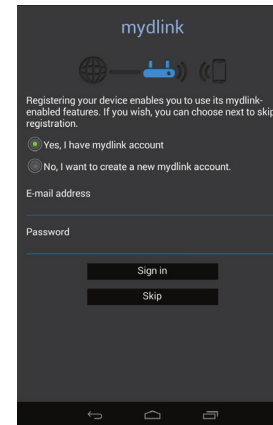 mydlink
Registering your device enables you to use its mydlink-
enabled features. If you wish, you can choose next to skip
registration.
Yes, I have mydlink account
No, I want to create a new mydlink account.
E-mail address
Password
Sign in
Skip